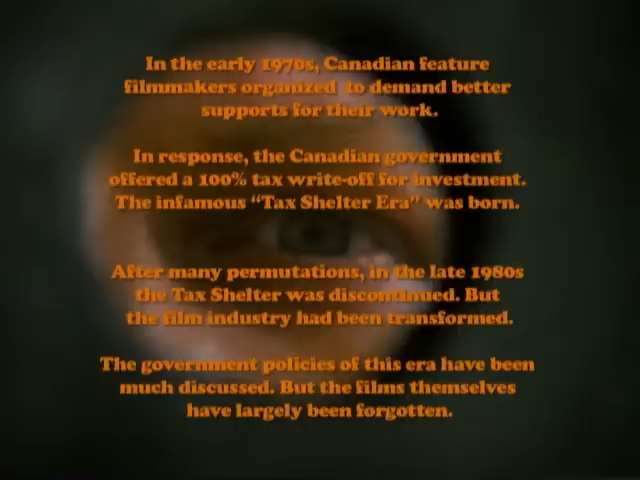 In the early 1970s, Canadian feature
filmmakers organized to demand better
supports for their work.
In response, the Canadian government
offered a 100% tax write-off for investment.
The infamous “Tax Shelter Era” was born.
After many permutations, in the late 1980s
the Tax Shelter was discontinued. But
the film industry had been transformed.
The government policies of this era have been
much discussed. But the films themselves
have largely been forgotten.